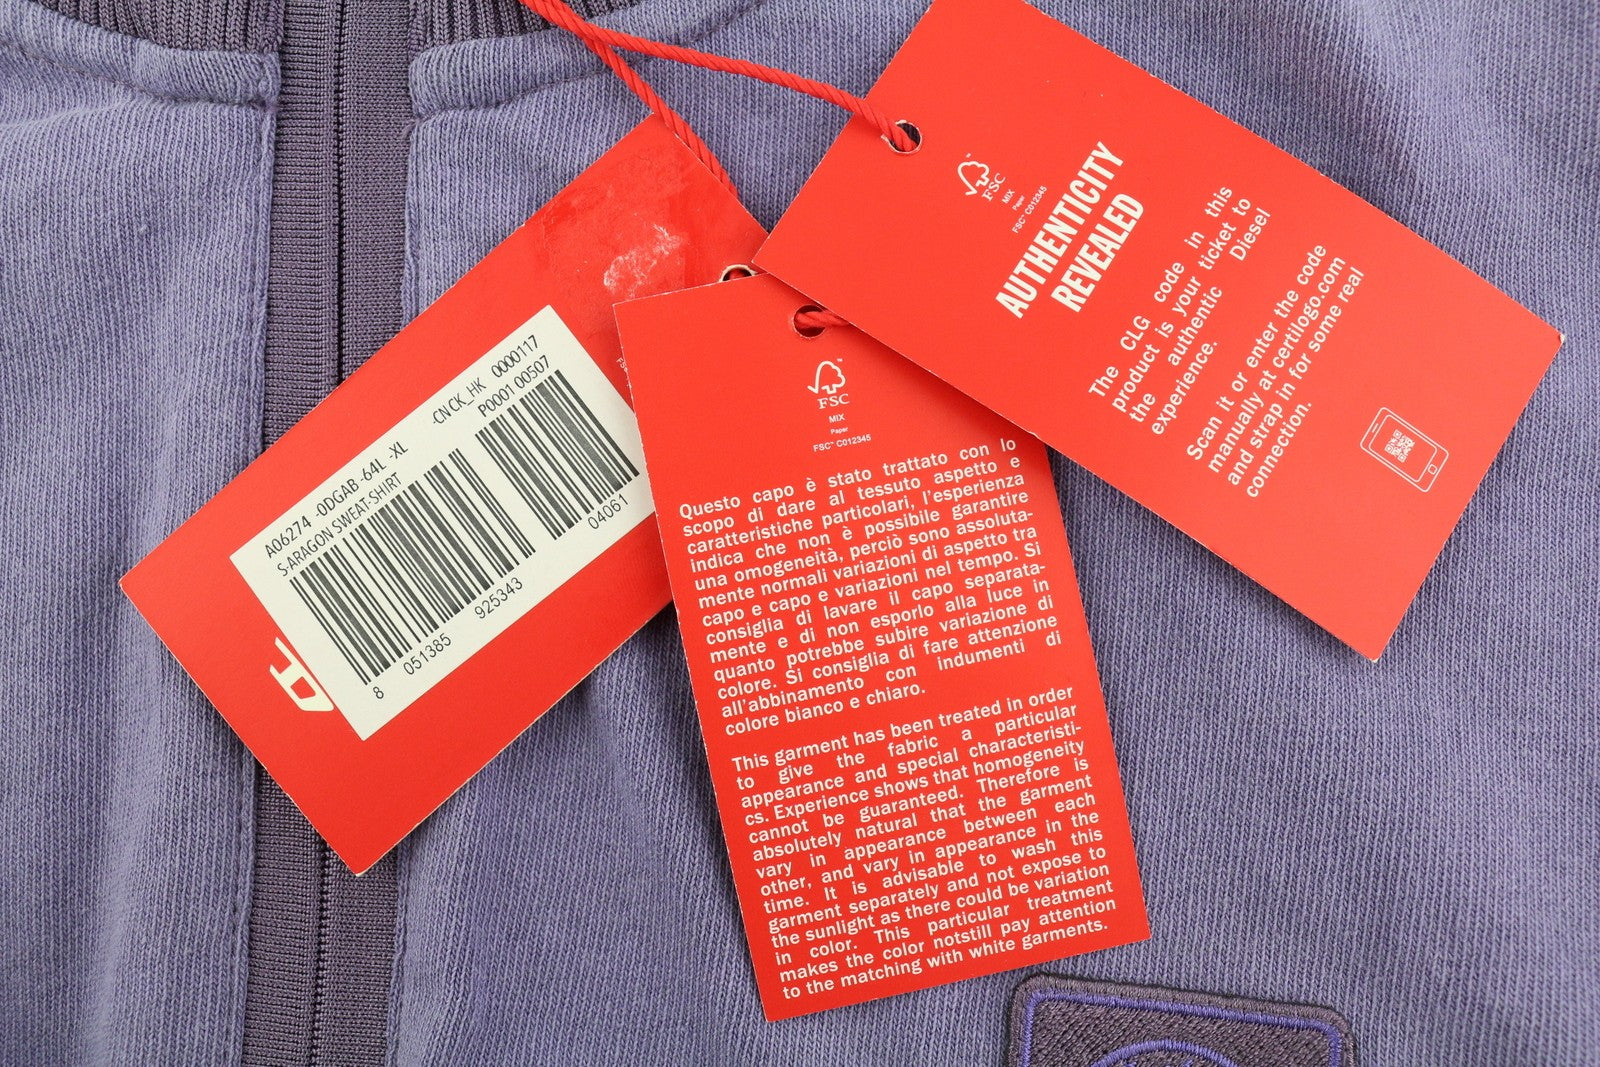 A06274 -0DGAB -64L -XL
S-ARAGON SWEAT-SHIRT
-CN CK_HK 0000117
P0001 00507
8 051385 925343
04061
FSC
MIX
Paper
FSC™ C012345
Questo capo è stato trattato con lo
scopo di dare al tessuto aspetto e
caratteristiche particolari, l'esperienza
indica che non è possibile garantire
una omogeneità, perciò sono assoluta-
mente normali variazioni di aspetto tra
capo e capo e variazioni nel tempo. Si
consiglia di lavare il capo separata-
mente e di non esporlo alla luce in
quanto potrebbe subire variazione di
colore. Si consiglia di fare attenzione
all'abbinamento con indumenti di
colore bianco e chiaro.
This garment has been treated in order
to give the fabric a particular
appearance and special characteristi-
cs. Experience shows that homogeneity
cannot be guaranteed. Therefore is
absolutely natural that the garment
vary in appearance between each
other, and vary in appearance in the
time. It is advisable to wash this
garment separately and not expose to
the sunlight as there could be variation
in color. This particular treatment
makes the color notstill pay attention
to the matching with white garments.
FSC
MIX
Paper
FSC™ C012345
AUTHENTICITY
REVEALED
The CLG code in this
product is your ticket to
the authentic Diesel
experience.
Scan it or enter the code
manually at certilogo.com
and strap in for some real
connection.